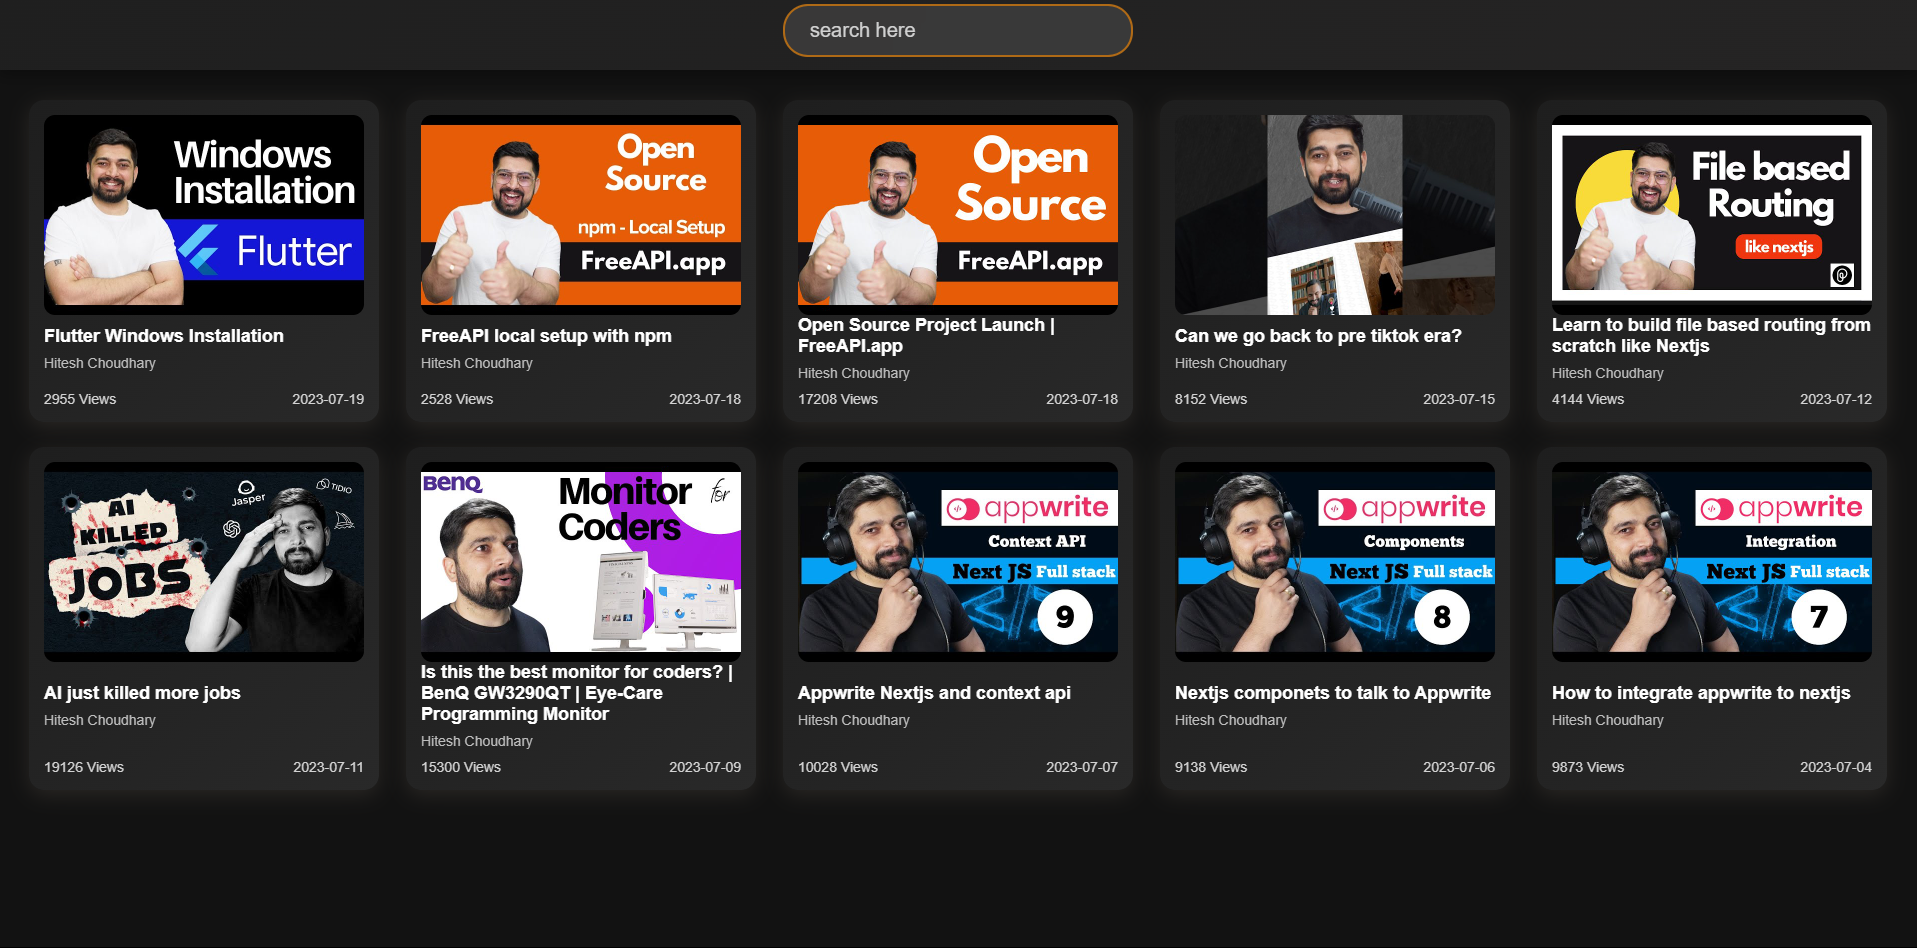 search here
Windows
Installation
Flutter
Flutter Windows Installation
Hitesh Choudhary
2955 Views 2023-07-19
Open
Source
npm - Local Setup
FreeAPI.app
FreeAPI local setup with npm
Hitesh Choudhary
2528 Views 2023-07-18
Open
Source
FreeAPI.app
Open Source Project Launch |
FreeAPI.app
Hitesh Choudhary
17208 Views 2023-07-18
Can we go back to pre tiktok era?
Hitesh Choudhary
8152 Views 2023-07-15
File based
Routing
like nextjs
Learn to build file based routing from
scratch like Nextjs
Hitesh Choudhary
4144 Views 2023-07-12
Jasper
TIDIO
AI
KILLED
JOBS
AI just killed more jobs
Hitesh Choudhary
19126 Views 2023-07-11
BenQ
Monitor for
Coders
Is this the best monitor for coders? |
BenQ GW3290QT | Eye-Care
Programming Monitor
Hitesh Choudhary
15300 Views 2023-07-09
appwrite
Context API
Next JS Full stack
9
Appwrite Nextjs and context api
Hitesh Choudhary
10028 Views 2023-07-07
appwrite
Components
Next JS Full stack
8
Nextjs componets to talk to Appwrite
Hitesh Choudhary
9138 Views 2023-07-06
appwrite
Integration
Next JS Full stack
7
How to integrate appwrite to nextjs
Hitesh Choudhary
9873 Views 2023-07-04